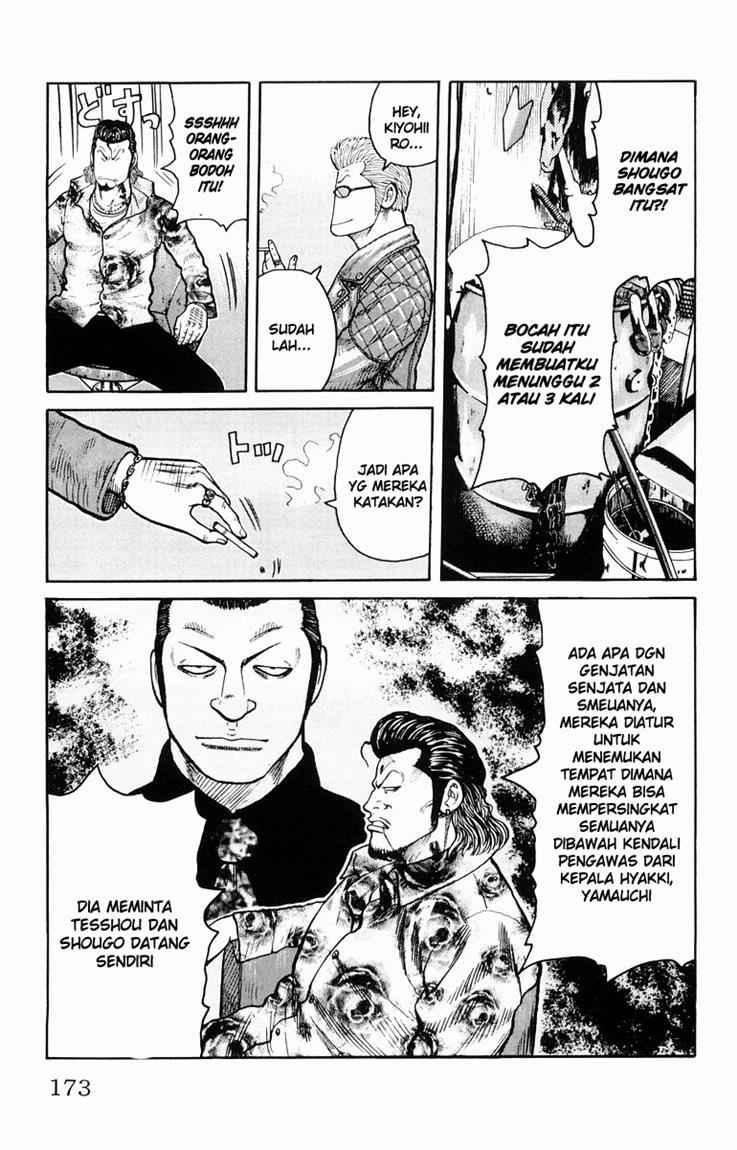 DIMANA
SHOUGO
BANGSAT
ITU?!
BOCAH ITU
SUDAH
MEMBUATKU
MENUNGGU 2
ATAU 3 KALI
HEY,
KIYOHII
RO...
SUDAH
LAH...
どすっ
SSSHHH
ORANG-
ORANG
BODOH
ITU!
JADI APA
YG MEREKA
KATAKAN?
トッ
ADA APA DGN
GENJATAN
SENJATA DAN
SMEUANYA,
MEREKA DIATUR
UNTUK
MENEMUKAN
TEMPAT DIMANA
MEREKA BISA
MEMPERSINGKAT
SEMUANYA
DIBAWAH KENDALI
PENGAWAS DARI
KEPALA HYAKKI,
YAMAUCHI
DIA MEMINTA
TESSHOU DAN
SHOUGO DATANG
SENDIRI
173